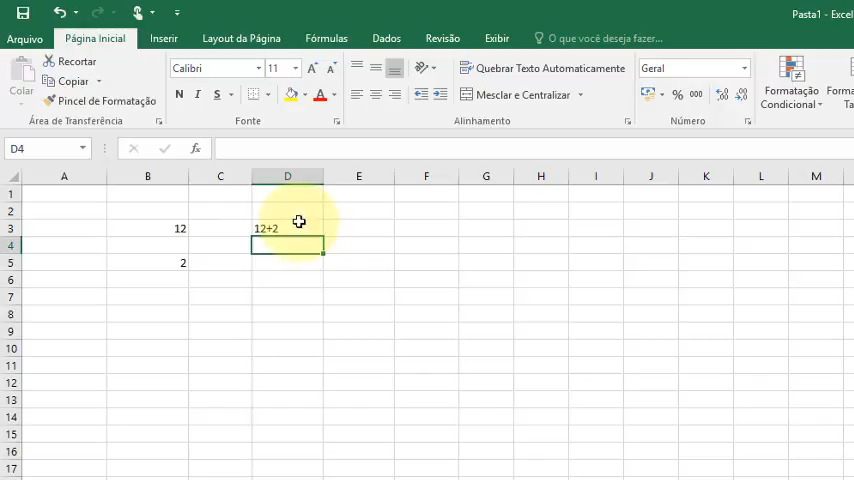 Pasta1 - Excel
Arquivo Página Inicial Inserir Layout da Página Fórmulas Dados Revisão Exibir O que você deseja fazer...
Colar
Recortar
Copiar
Pincel de Formatação
Área de Transferência
Calibri 11 A A
N I S A
Fonte
Quebrar Texto Automaticamente
Mesclar e Centralizar
Alinhamento
Geral
% 000 ,00
Número
Formatação
Condicional
D4 fx
A B C D E F G H I J K L M
1
2
3 12 12+2
4
5 2
6
7
8
9
10
11
12
13
14
15
16
17